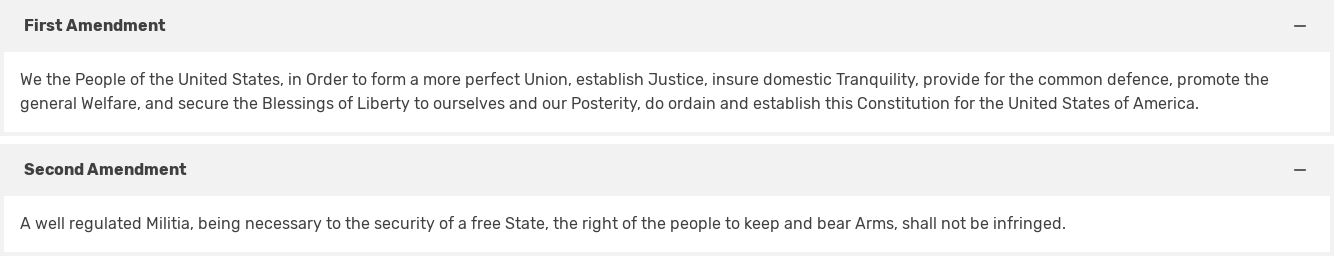 First Amendment
We the People of the United States, in Order to form a more perfect Union, establish Justice, insure domestic Tranquility, provide for the common defence, promote the
general Welfare, and secure the Blessings of Liberty to ourselves and our Posterity, do ordain and establish this Constitution for the United States of America.
Second Amendment
A well regulated Militia, being necessary to the security of a free State, the right of the people to keep and bear Arms, shall not be infringed.